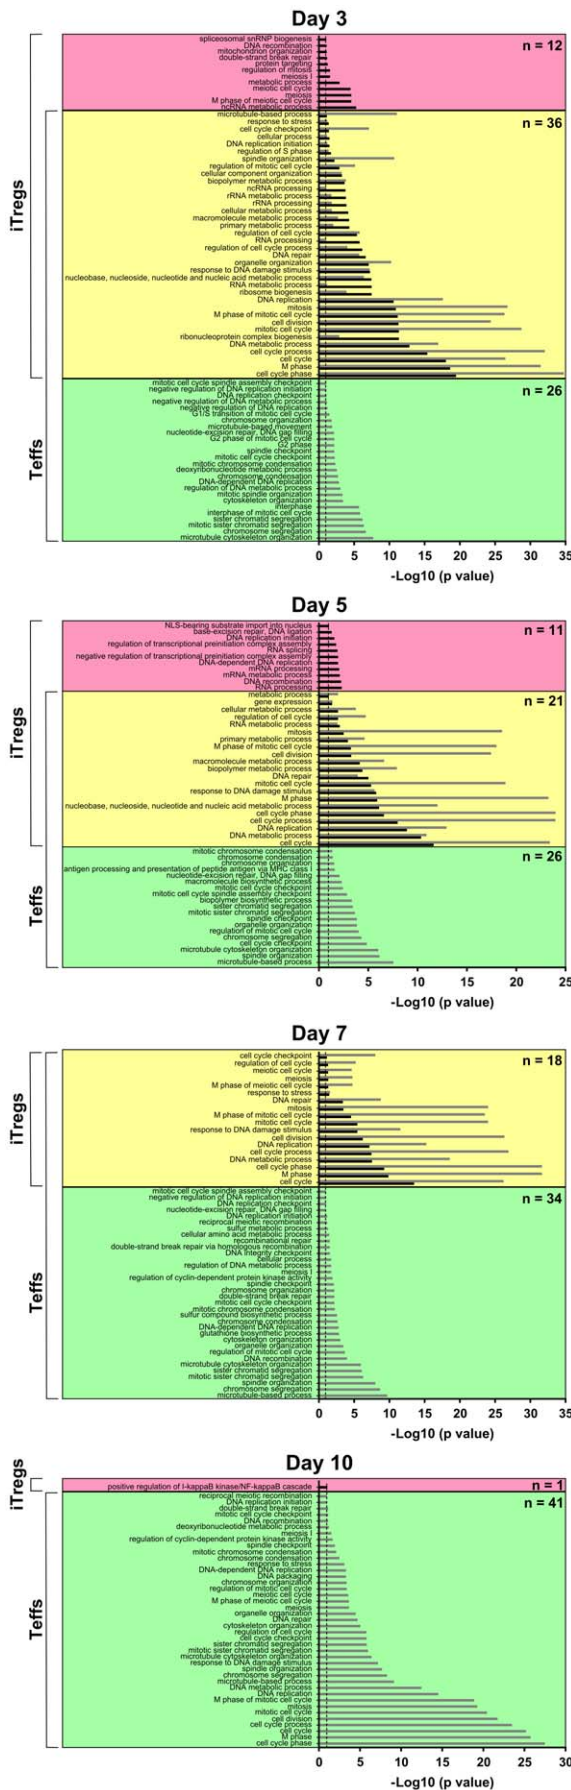 Day 3
n = 12
spliceosomal snRNP biogenesis
DNA recombination
mitochondrion organization
double-strand break repair
protein targeting
regulation of mitosis
meiosis I
metabolic process
meiotic cell cycle
meiosis
M phase of meiotic cell cycle
ncRNA metabolic process
iTregs
n = 36
microtubule-based process
response to stress
cell cycle checkpoint
cellular process
DNA replication initiation
regulation of S phase
spindle organization
regulation of mitotic cell cycle
cellular component organization
biopolymer metabolic process
ncRNA processing
rRNA metabolic process
rRNA processing
cellular metabolic process
macromolecule metabolic process
primary metabolic process
regulation of cell cycle
RNA processing
regulation of cell cycle process
DNA repair
organelle organization
response to DNA damage stimulus
nucleobase, nucleoside, nucleotide and nucleic acid metabolic process
RNA metabolic process
ribosome biogenesis
DNA replication
mitosis
M phase of mitotic cell cycle
cell division
mitotic cell cycle
ribonucleoprotein complex biogenesis
DNA metabolic process
cell cycle process
cell cycle
M phase
cell cycle phase
Teffs
n = 26
mitotic cell cycle spindle assembly checkpoint
negative regulation of DNA replication initiation
DNA replication checkpoint
negative regulation of DNA metabolic process
negative regulation of DNA replication
G1/S transition of mitotic cell cycle
chromosome organization
microtubule-based movement
nucleotide-excision repair, DNA gap filling
G2 phase of mitotic cell cycle
G2 phase
spindle checkpoint
mitotic cell cycle checkpoint
mitotic chromosome condensation
deoxyribonucleotide metabolic process
chromosome condensation
DNA-dependent DNA replication
regulation of DNA metabolic process
mitotic spindle organization
cytoskeleton organization
interphase
interphase of mitotic cell cycle
sister chromatid segregation
mitotic sister chromatid segregation
chromosome segregation
microtubule cytoskeleton organization
0 5 10 15 20 25 30 35
-Log10 (p value)
Day 5
n = 11
NLS-bearing substrate import into nucleus
base-excision repair, DNA ligation
DNA replication initiation
regulation of transcriptional preinitiation complex assembly
RNA splicing
negative regulation of transcriptional preinitiation complex assembly
DNA-dependent DNA replication
mRNA processing
mRNA metabolic process
DNA recombination
RNA processing
iTregs
n = 21
metabolic process
gene expression
cellular metabolic process
regulation of cell cycle
RNA metabolic process
mitosis
primary metabolic process
M phase of mitotic cell cycle
cell division
macromolecule metabolic process
biopolymer metabolic process
DNA repair
mitotic cell cycle
response to DNA damage stimulus
M phase
nucleobase, nucleoside, nucleotide and nucleic acid metabolic process
cell cycle phase
cell cycle process
DNA replication
DNA metabolic process
cell cycle
Teffs
n = 26
mitotic chromosome condensation
chromosome condensation
chromosome organization
antigen processing and presentation of peptide antigen via MHC class I
nucleotide-excision repair, DNA gap filling
macromolecule biosynthetic process
mitotic cell cycle checkpoint
mitotic cell cycle spindle assembly checkpoint
biopolymer biosynthetic process
sister chromatid segregation
mitotic sister chromatid segregation
spindle checkpoint
organelle organization
regulation of mitotic cell cycle
chromosome segregation
cell cycle checkpoint
microtubule cytoskeleton organization
spindle organization
microtubule-based process
0 5 10 15 20 25
-Log10 (p value)
Day 7
iTregs
n = 18
cell cycle checkpoint
regulation of cell cycle
meiotic cell cycle
meiosis
M phase of meiotic cell cycle
response to stress
DNA repair
mitosis
M phase of mitotic cell cycle
mitotic cell cycle
response to DNA damage stimulus
cell division
DNA replication
cell cycle process
DNA metabolic process
cell cycle phase
M phase
cell cycle
Teffs
n = 34
mitotic cell cycle spindle assembly checkpoint
negative regulation of DNA replication initiation
DNA replication checkpoint
nucleotide-excision repair, DNA gap filling
DNA replication initiation
reciprocal meiotic recombination
sulfur metabolic process
cellular amino acid metabolic process
recombinational repair
double-strand break repair via homologous recombination
DNA integrity checkpoint
cellular process
regulation of DNA metabolic process
meiosis I
regulation of cyclin-dependent protein kinase activity
spindle checkpoint
chromosome organization
double-strand break repair
mitotic cell cycle checkpoint
mitotic chromosome condensation
sulfur compound biosynthetic process
chromosome condensation
DNA-dependent DNA replication
glutathione biosynthetic process
cytoskeleton organization
organelle organization
regulation of mitotic cell cycle
DNA recombination
microtubule cytoskeleton organization
sister chromatid segregation
mitotic sister chromatid segregation
spindle organization
chromosome segregation
microtubule-based process
0 5 10 15 20 25 30 35
-Log10 (p value)
Day 10
iTregs
n = 1
positive regulation of I-kappaB kinase/NF-kappaB cascade
Teffs
n = 41
reciprocal meiotic recombination
DNA replication initiation
double-strand break repair
mitotic cell cycle checkpoint
DNA recombination
deoxyribonucleotide metabolic process
meiosis I
regulation of cyclin-dependent protein kinase activity
spindle checkpoint
mitotic chromosome condensation
chromosome condensation
response to stress
DNA-dependent DNA replication
DNA packaging
chromosome organization
regulation of mitotic cell cycle
meiotic cell cycle
M phase of meiotic cell cycle
meiosis
organelle organization
DNA repair
cytoskeleton organization
regulation of cell cycle
cell cycle checkpoint
sister chromatid segregation
mitotic sister chromatid segregation
microtubule cytoskeleton organization
response to DNA damage stimulus
spindle organization
chromosome segregation
microtubule-based process
DNA metabolic process
DNA replication
M phase of mitotic cell cycle
mitosis
mitotic cell cycle
cell division
cell cycle process
cell cycle
M phase
cell cycle phase
0 5 10 15 20 25 30
-Log10 (p value)